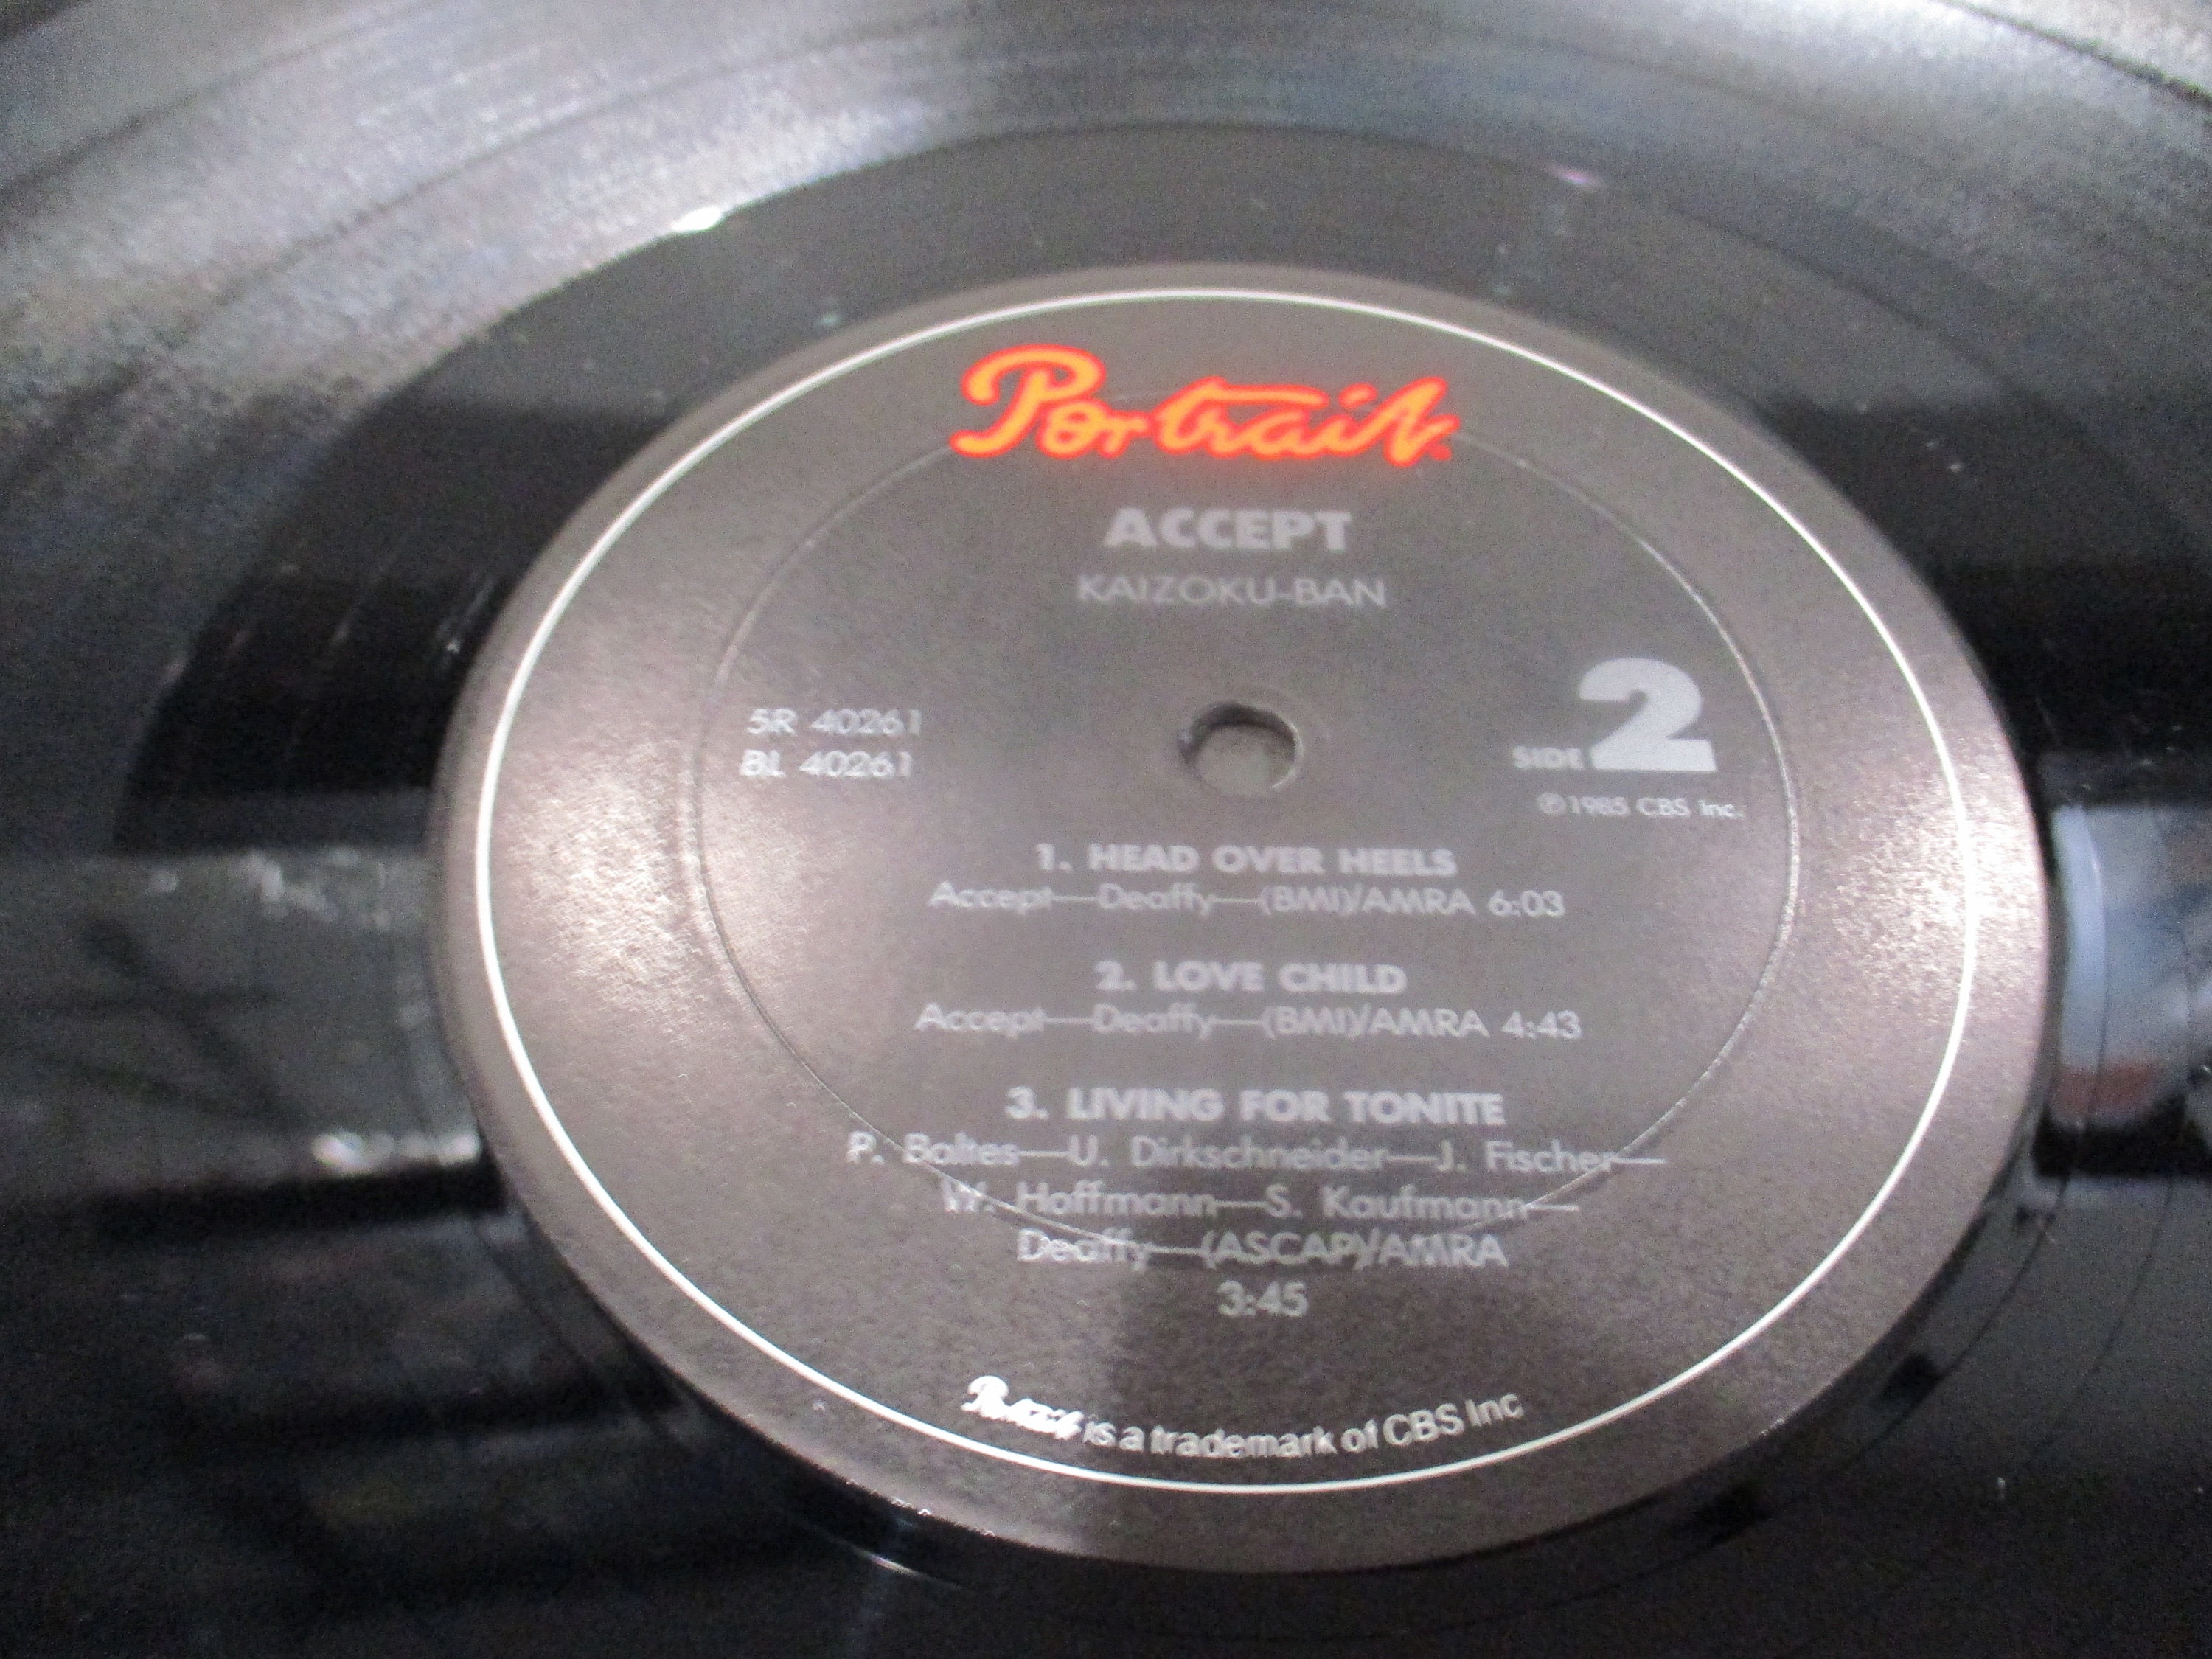 Portrait.
ACCEPT
KAIZOKU-BAN
5R 40261
BL 40261
SIDE 2
℗ 1985 CBS Inc.
1. HEAD OVER HEELS
Accept—Deaffy—(BMI)/AMRA 6:03
2. LOVE CHILD
Accept—Deaffy—(BMI)/AMRA 4:43
3. LIVING FOR TONITE
P. Baltes—U. Dirkschneider—J. Fischer—
W. Hoffmann—S. Kaufmann—
Deaffy—(ASCAP)/AMRA
3:45
Portrait is a trademark of CBS Inc